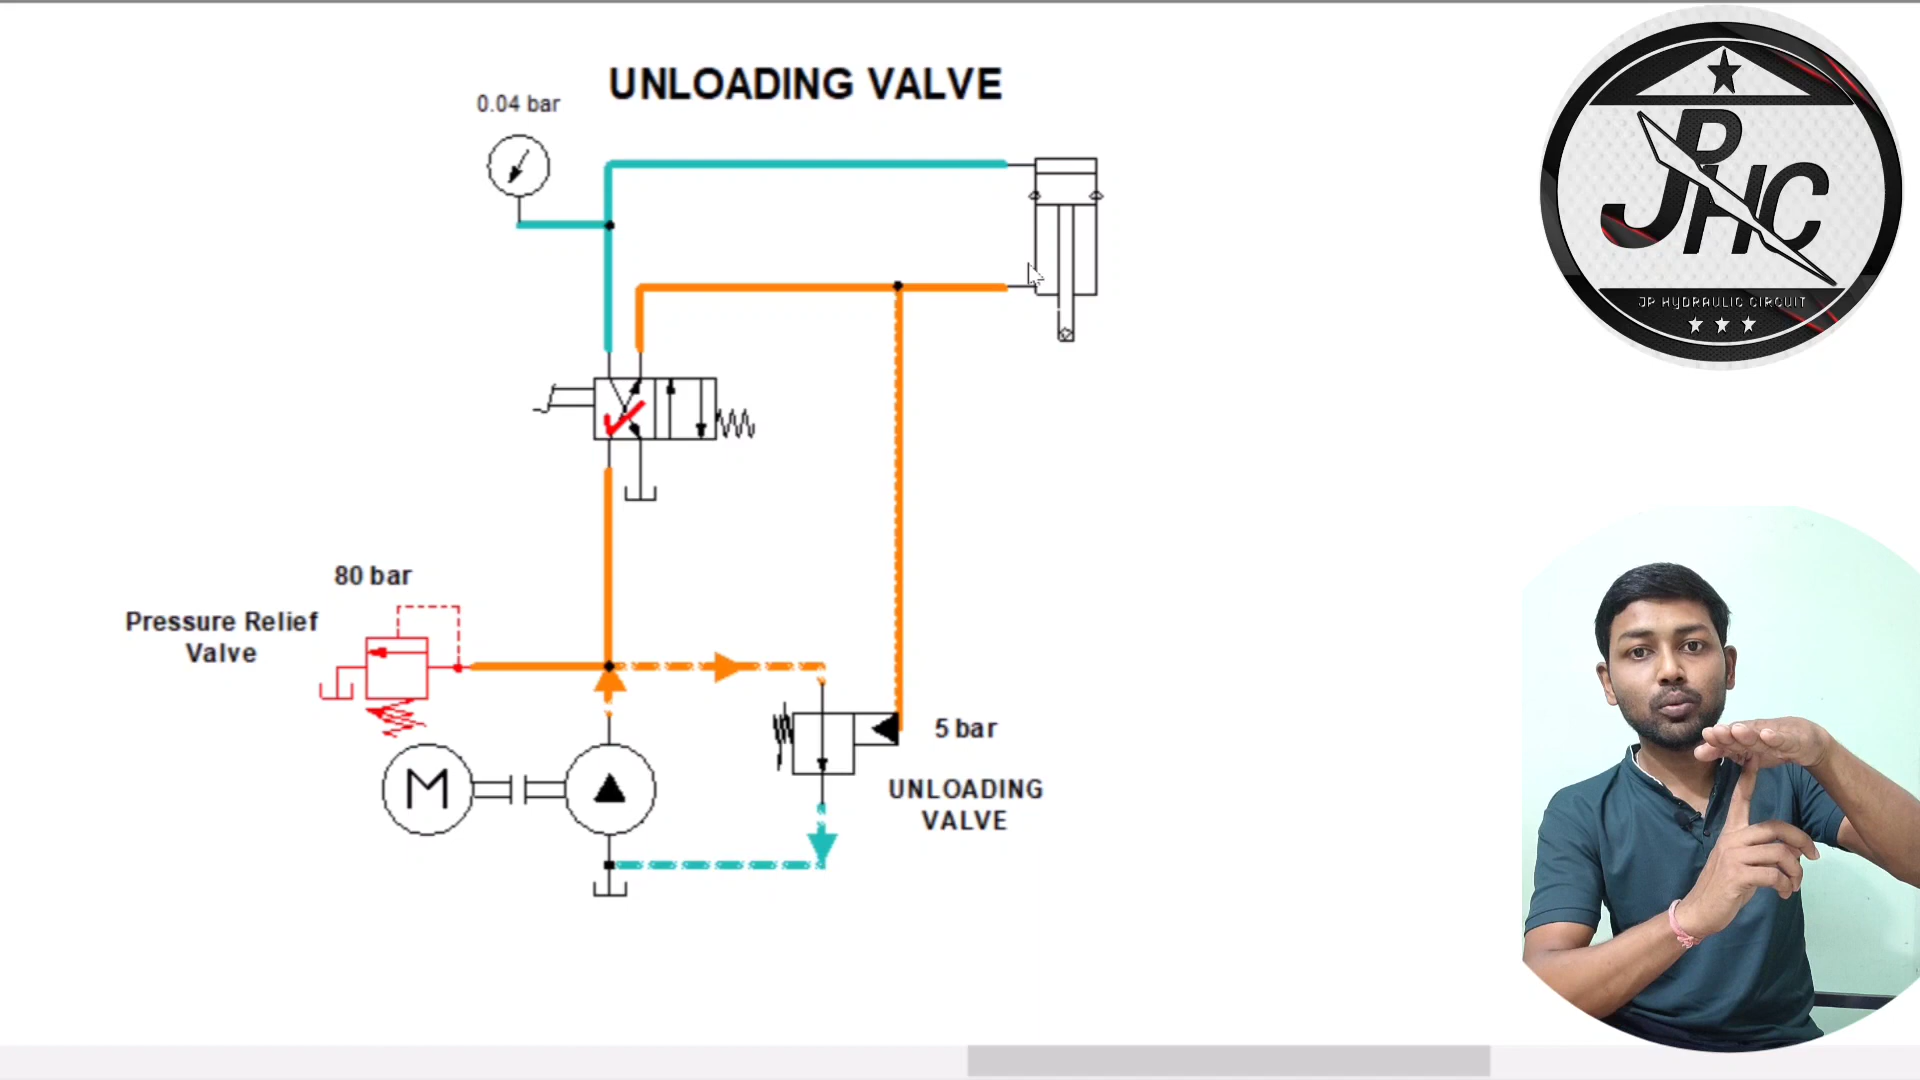 UNLOADING VALVE
0.04 bar
80 bar
Pressure Relief
Valve
M
5 bar
UNLOADING
VALVE
JPHC
JP HYDRAULIC CIRCUIT